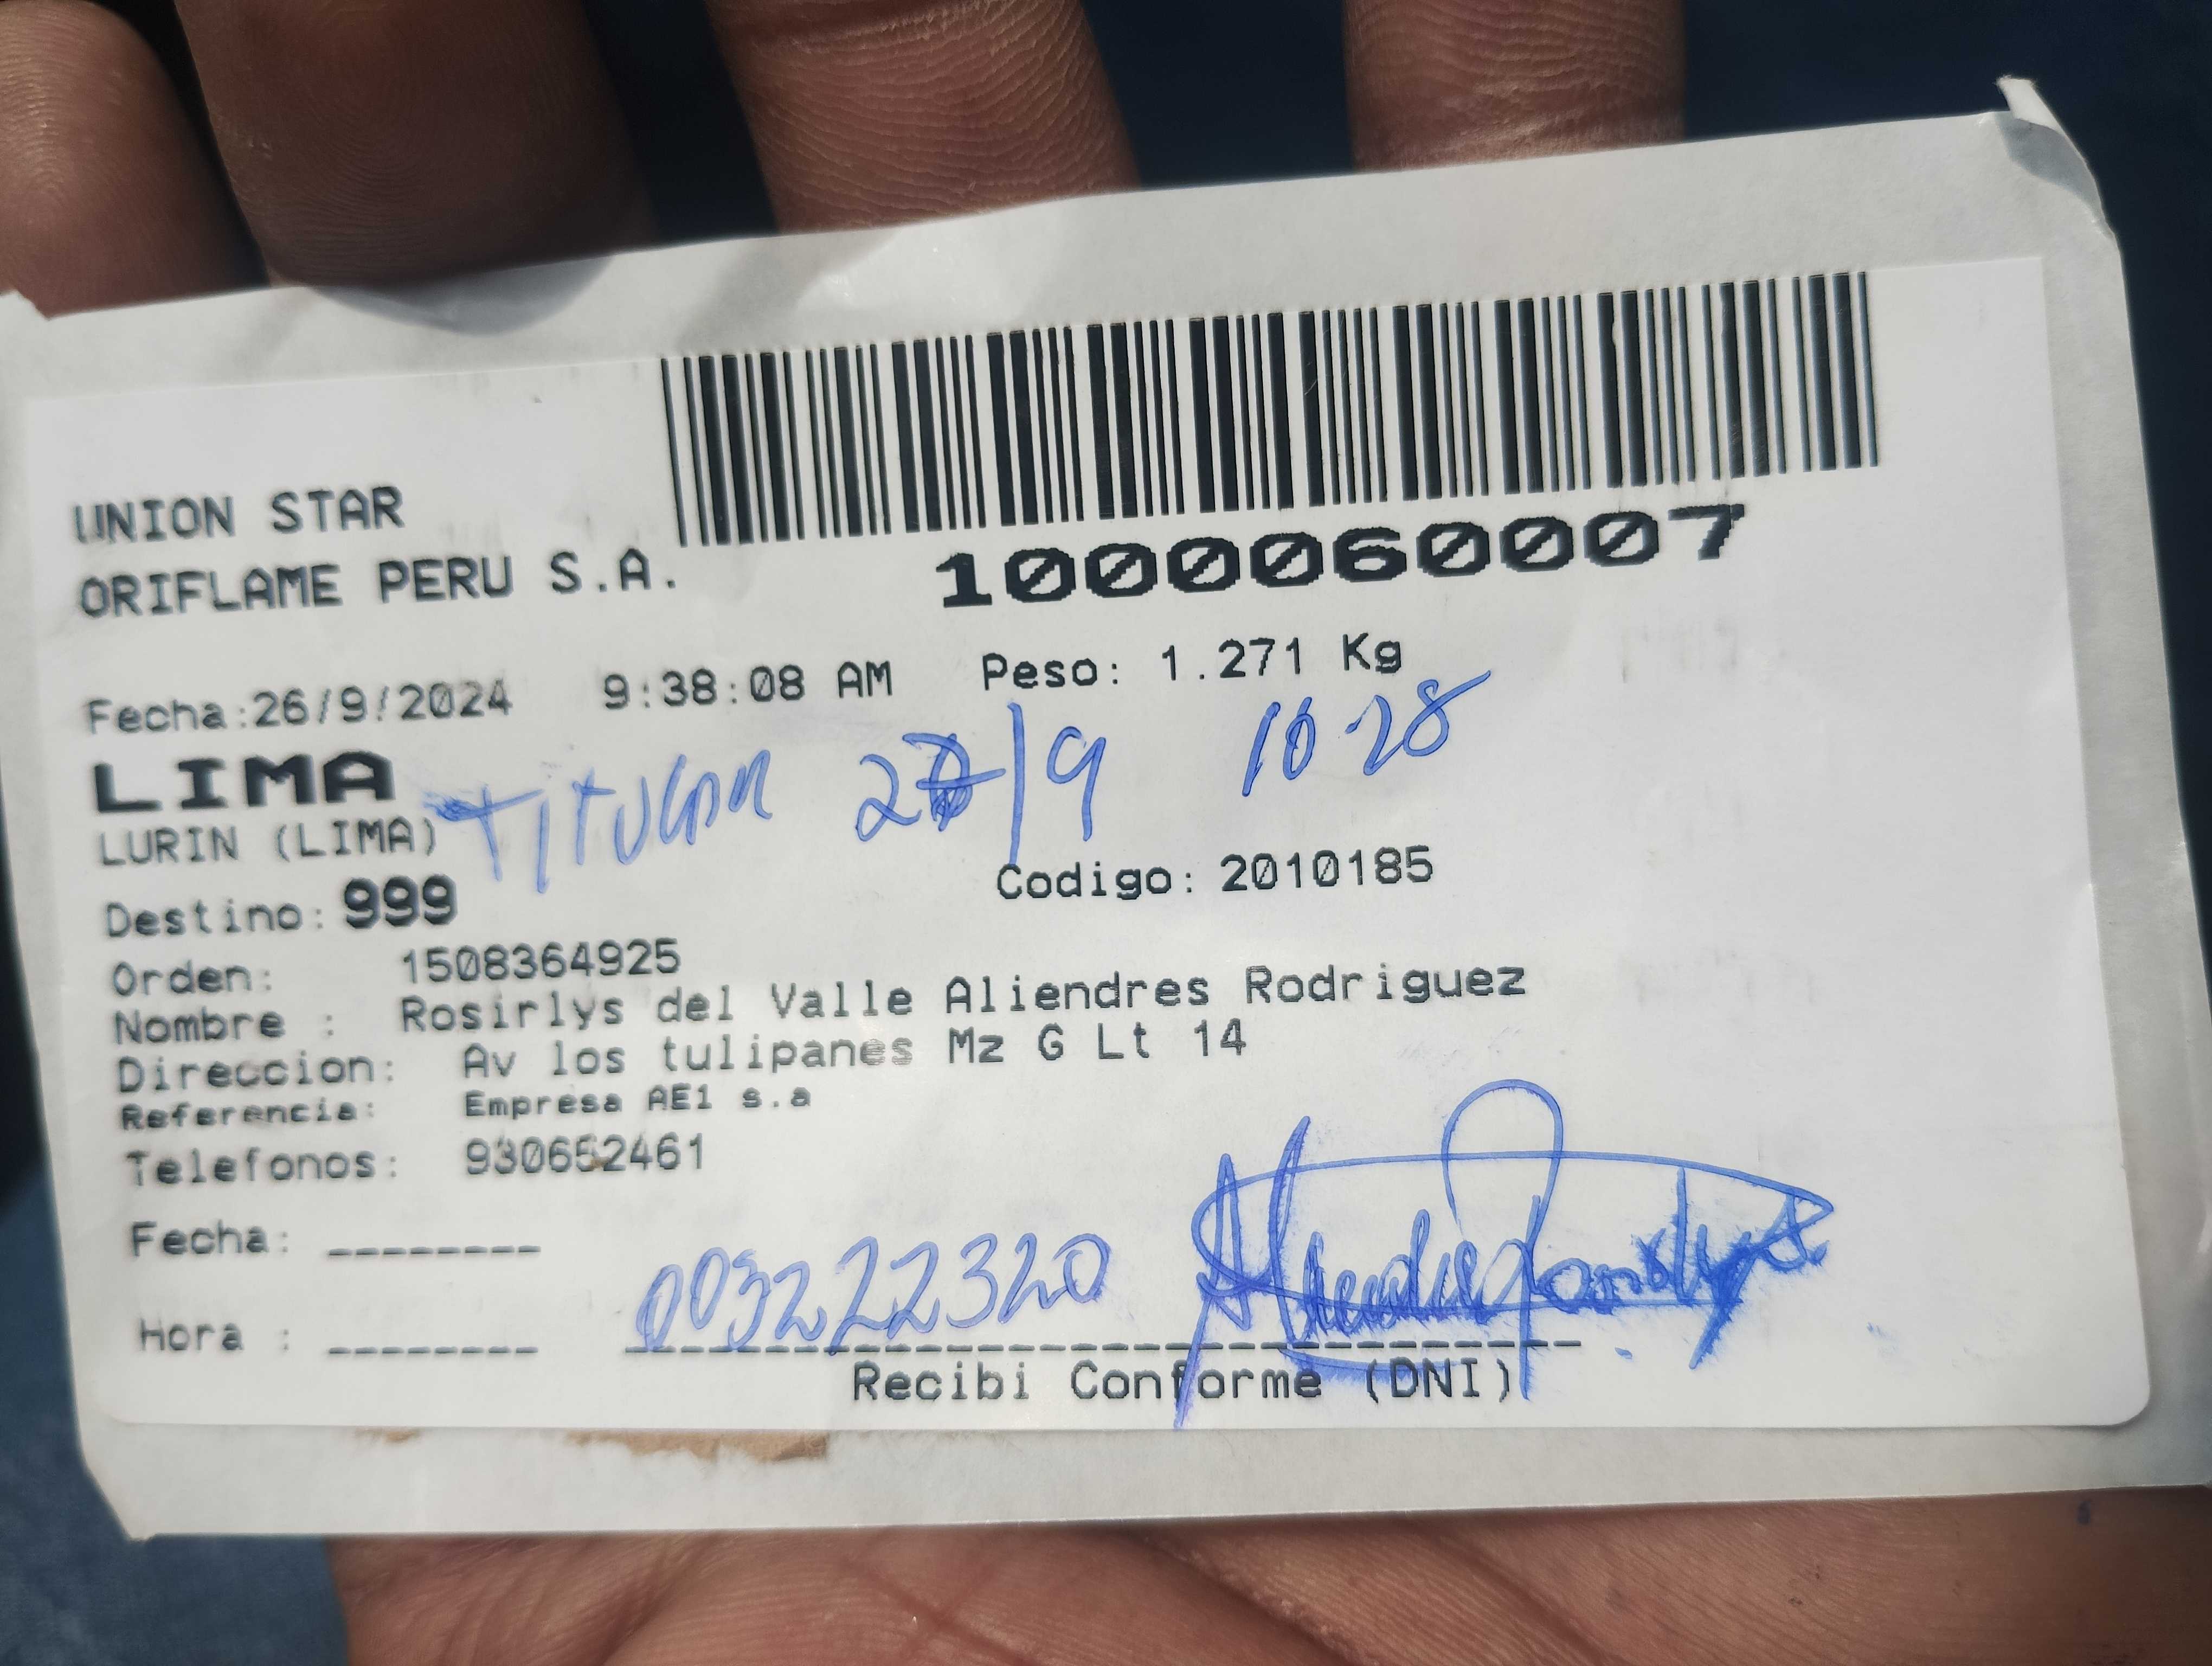 UNION STAR
ORIFLAME PERU S.A.
1000060007
Fecha:26/9/2024 9:38:08 AM Peso: 1.271 Kg
LIMA
TITULAR 27/9 10 28
LURIN (LIMA)
Destino: 999 Codigo: 2010185
Orden: 1508364925
Nombre : Rosirlys del Valle Aliendres Rodriguez
Direccion: Av los tulipanes Mz G Lt 14
Referencia: Empresa AE1 s.a
Telefonos: 930652461
Fecha: ________
003222320
Hora : ________
Recibi Conforme (DNI)